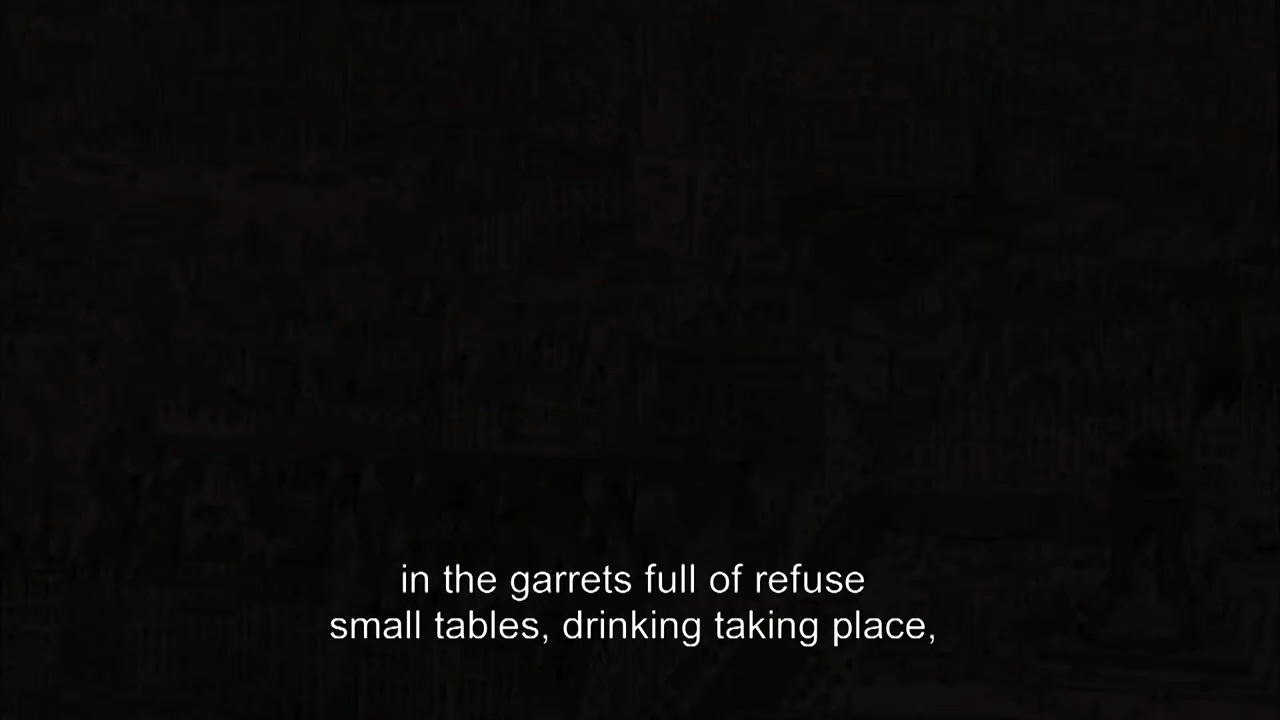 in the garrets full of refuse
small tables, drinking taking place,